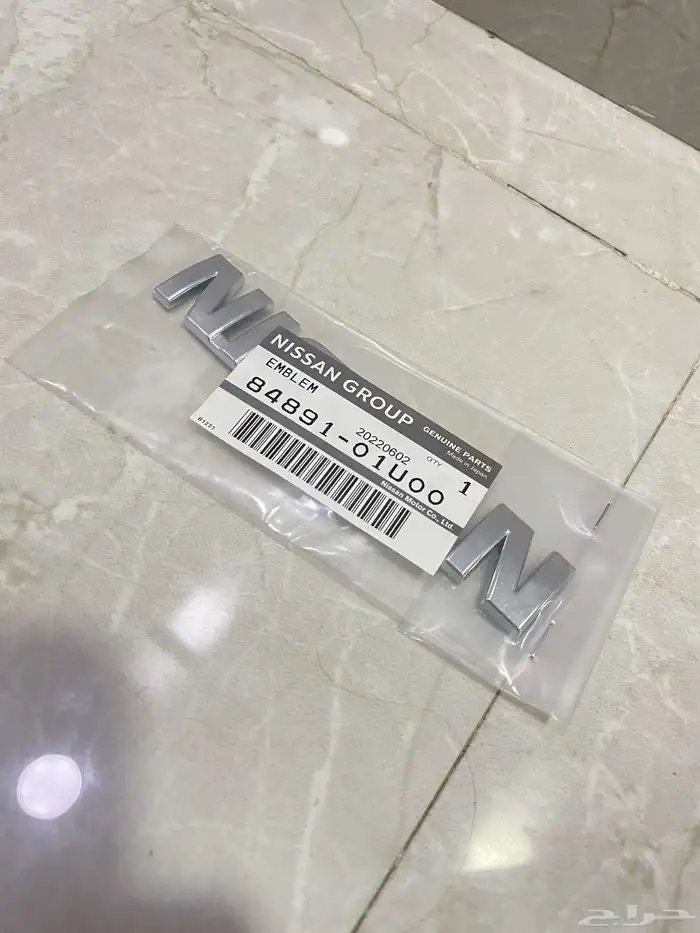 NISSAN GROUP
GENUINE PARTS
Made in Japan
EMBLEM
20220602
QTY 1
84891-01U00
Nissan Motor Co., Ltd.
B1221
N
N
حراج